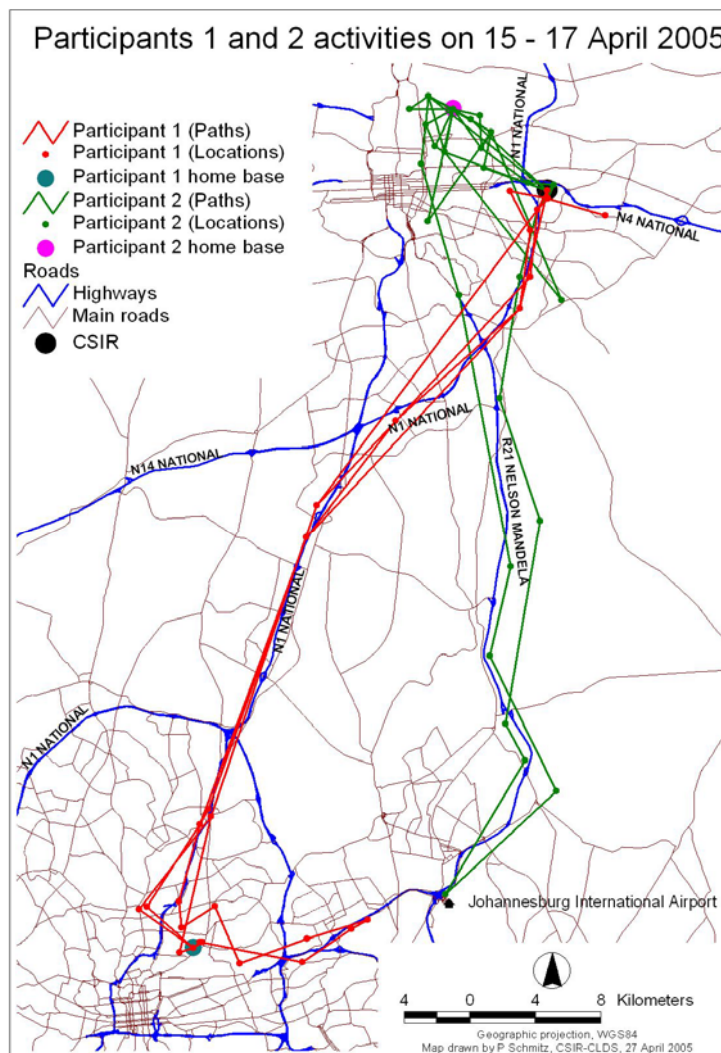 Participants 1 and 2 activities on 15 - 17 April 2005
Participant 1 (Paths)
Participant 1 (Locations)
Participant 1 home base
Participant 2 (Paths)
Participant 2 (Locations)
Participant 2 home base
Roads
Highways
Main roads
CSIR
N1 NATIONAL
N4 NATIONAL
N1 NATIONAL
N14 NATIONAL
R21 NELSON MANDELA
N1 NATIONAL
N1 NATIONAL
Johannesburg International Airport
4 0 4 8 Kilometers
Geographic projection, WGS84
Map drawn by P Schmitz, CSIR-CLDS, 27 April 2005